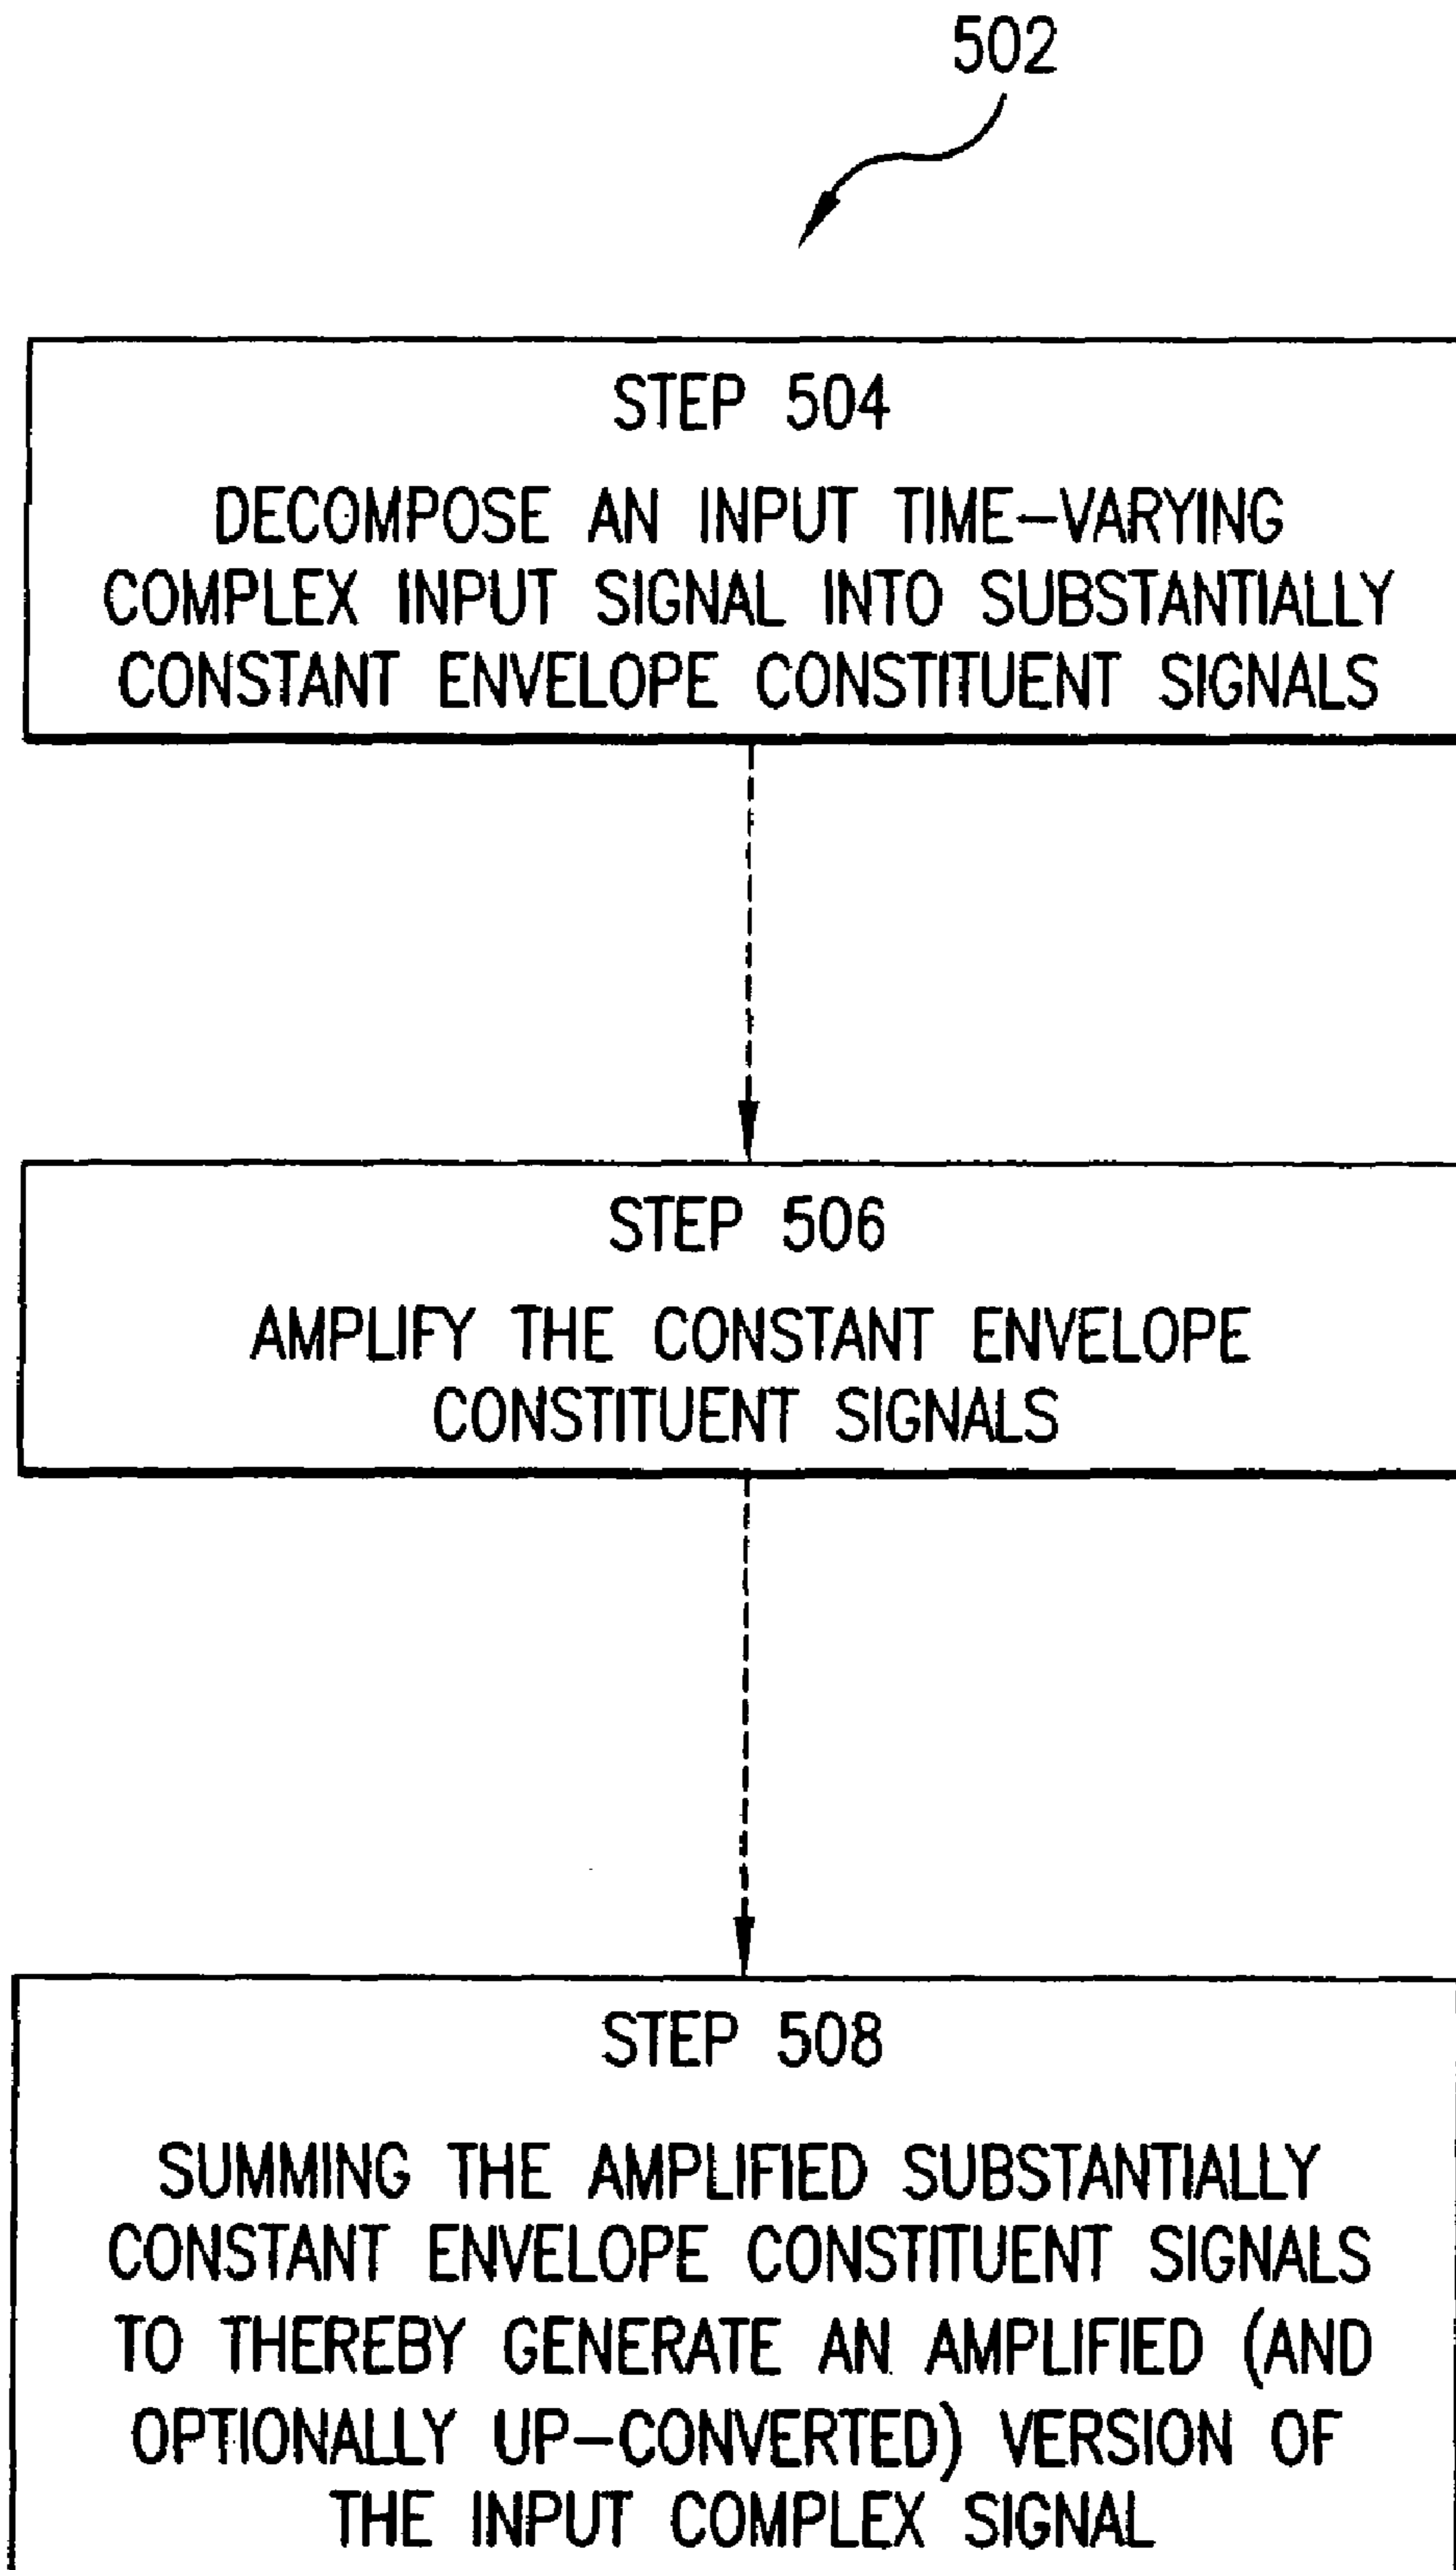 502
STEP 504
DECOMPOSE AN INPUT TIME-VARYING
COMPLEX INPUT SIGNAL INTO SUBSTANTIALLY
CONSTANT ENVELOPE CONSTITUENT SIGNALS
STEP 506
AMPLIFY THE CONSTANT ENVELOPE
CONSTITUENT SIGNALS
STEP 508
SUMMING THE AMPLIFIED SUBSTANTIALLY
CONSTANT ENVELOPE CONSTITUENT SIGNALS
TO THEREBY GENERATE AN AMPLIFIED (AND
OPTIONALLY UP-CONVERTED) VERSION OF
THE INPUT COMPLEX SIGNAL